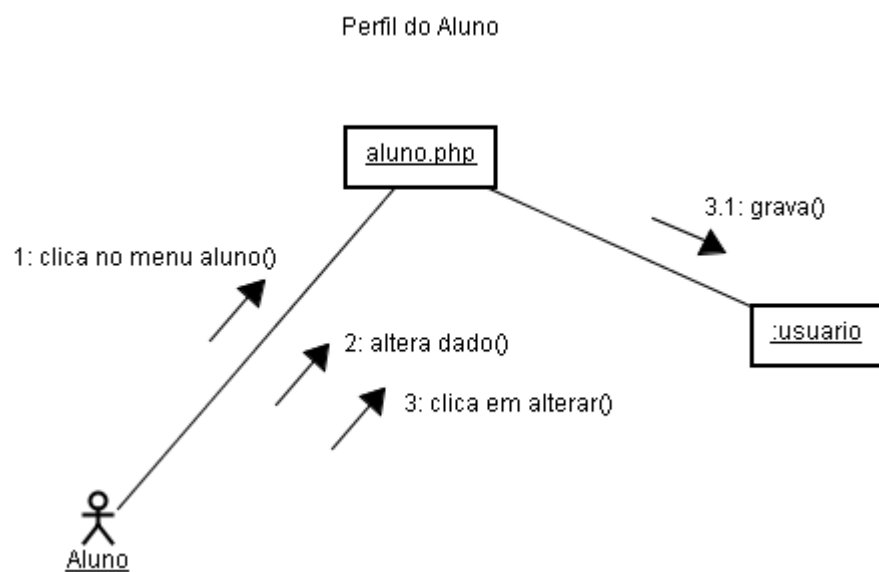 Perfil do Aluno
aluno.php
3.1: grava()
1: clica no menu aluno()
:usuario
2: altera dado()
3: clica em alterar()
Aluno